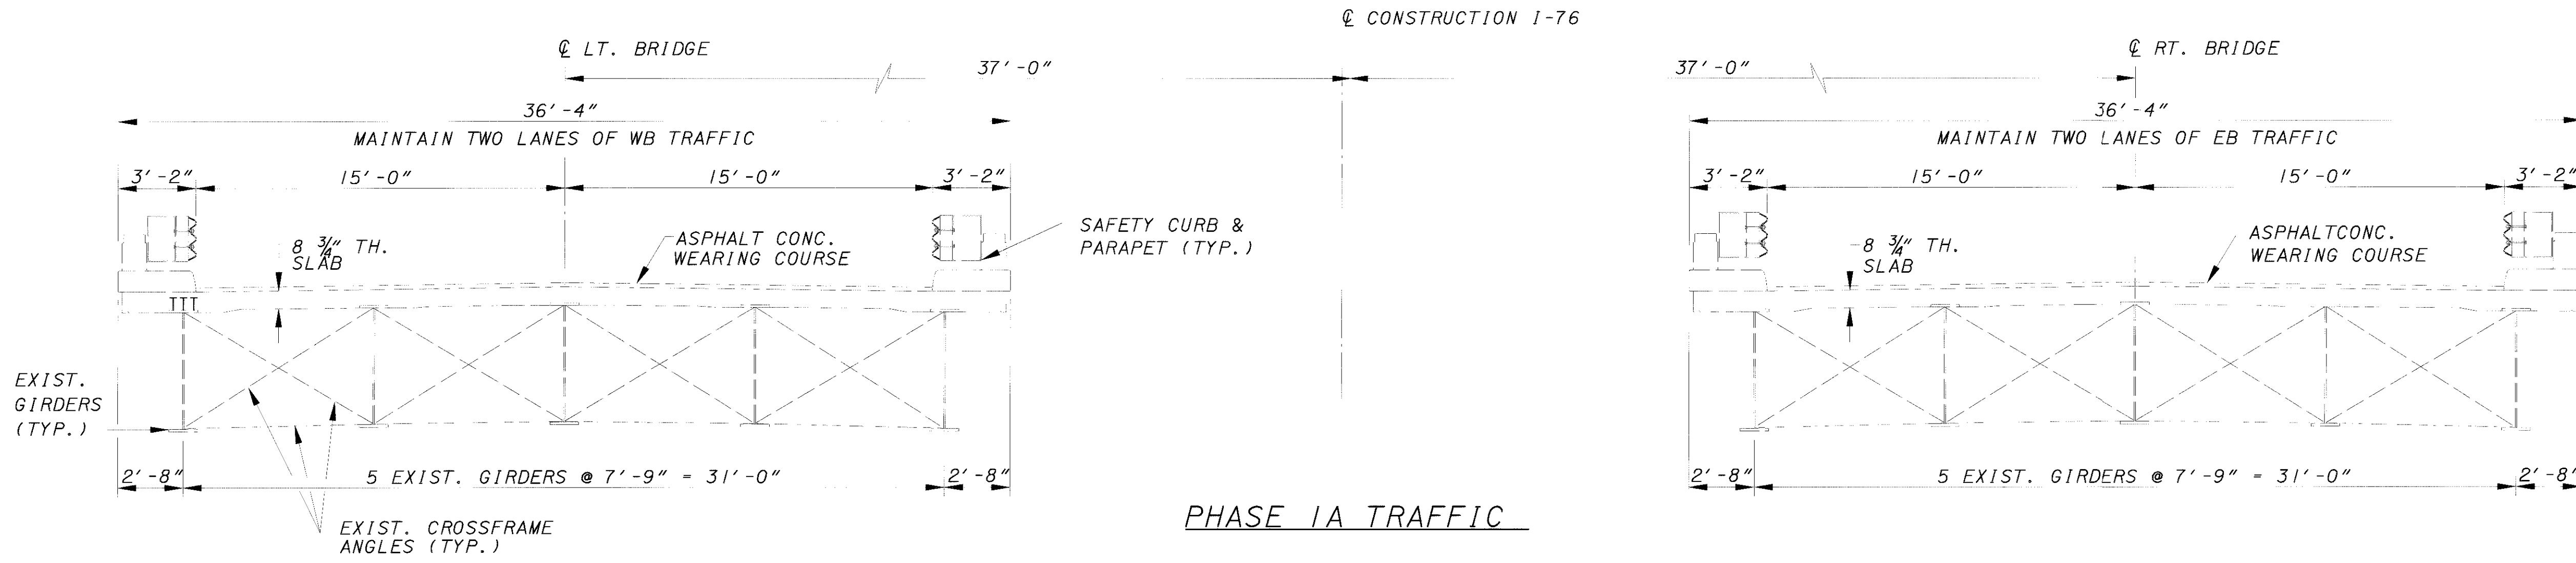 ℄ CONSTRUCTION I-76
℄ LT. BRIDGE
℄ RT. BRIDGE
37'-0"
37'-0"
36'-4"
36'-4"
MAINTAIN TWO LANES OF WB TRAFFIC
MAINTAIN TWO LANES OF EB TRAFFIC
3'-2"
15'-0"
15'-0"
3'-2"
3'-2"
15'-0"
15'-0"
3'-2"
8 3/4" TH.
SLAB
ASPHALT CONC.
WEARING COURSE
SAFETY CURB &
PARAPET (TYP.)
8 3/4" TH.
SLAB
ASPHALTCONC.
WEARING COURSE
EXIST.
GIRDERS
(TYP.)
2'-8"
5 EXIST. GIRDERS @ 7'-9" = 31'-0"
2'-8"
2'-8"
5 EXIST. GIRDERS @ 7'-9" = 31'-0"
2'-8"
EXIST. CROSSFRAME
ANGLES (TYP.)
PHASE 1A TRAFFIC